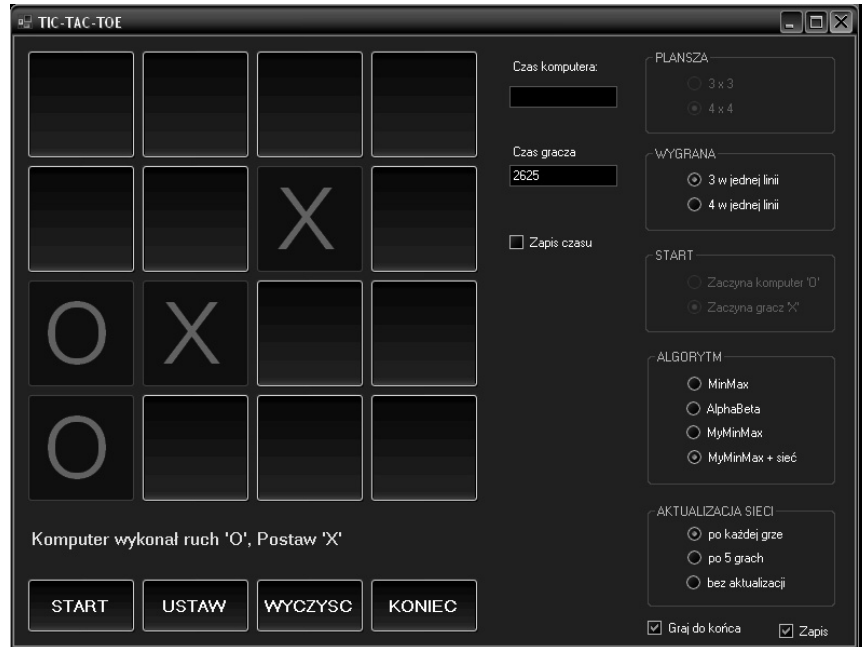 TIC-TAC-TOE
X
O X
O
Komputer wykonał ruch 'O', Postaw 'X'
START USTAW WYCZYSC KONIEC
Czas komputera:
Czas gracza
2625
Zapis czasu
PLANSZA
3 x 3
4 x 4
WYGRANA
3 w jednej linii
4 w jednej linii
START
Zaczyna komputer 'O'
Zaczyna gracz 'X'
ALGORYTM
MinMax
AlphaBeta
MyMinMax
MyMinMax + sieć
AKTUALIZACJA SIECI
po każdej grze
po 5 grach
bez aktualizacji
Graj do końca Zapis